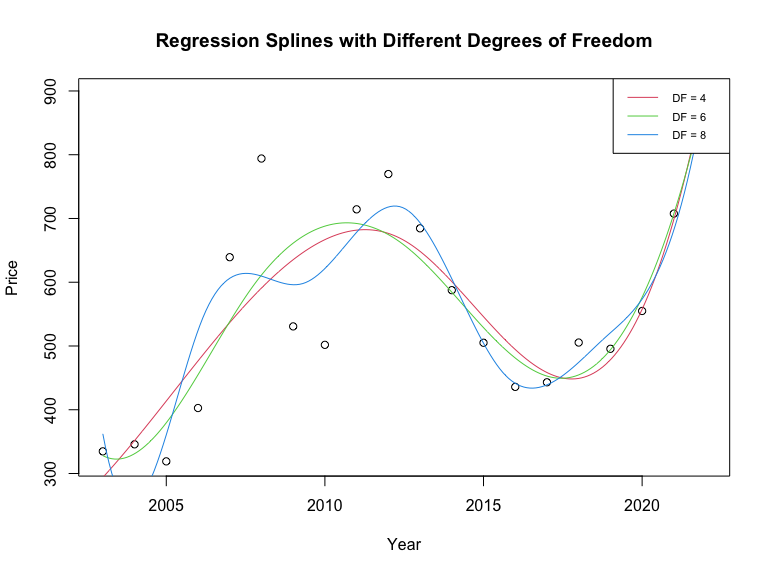 Regression Splines with Different Degrees of Freedom
DF = 4
DF = 6
DF = 8
Price
900
800
700
600
500
400
300
2005
2010
2015
2020
Year